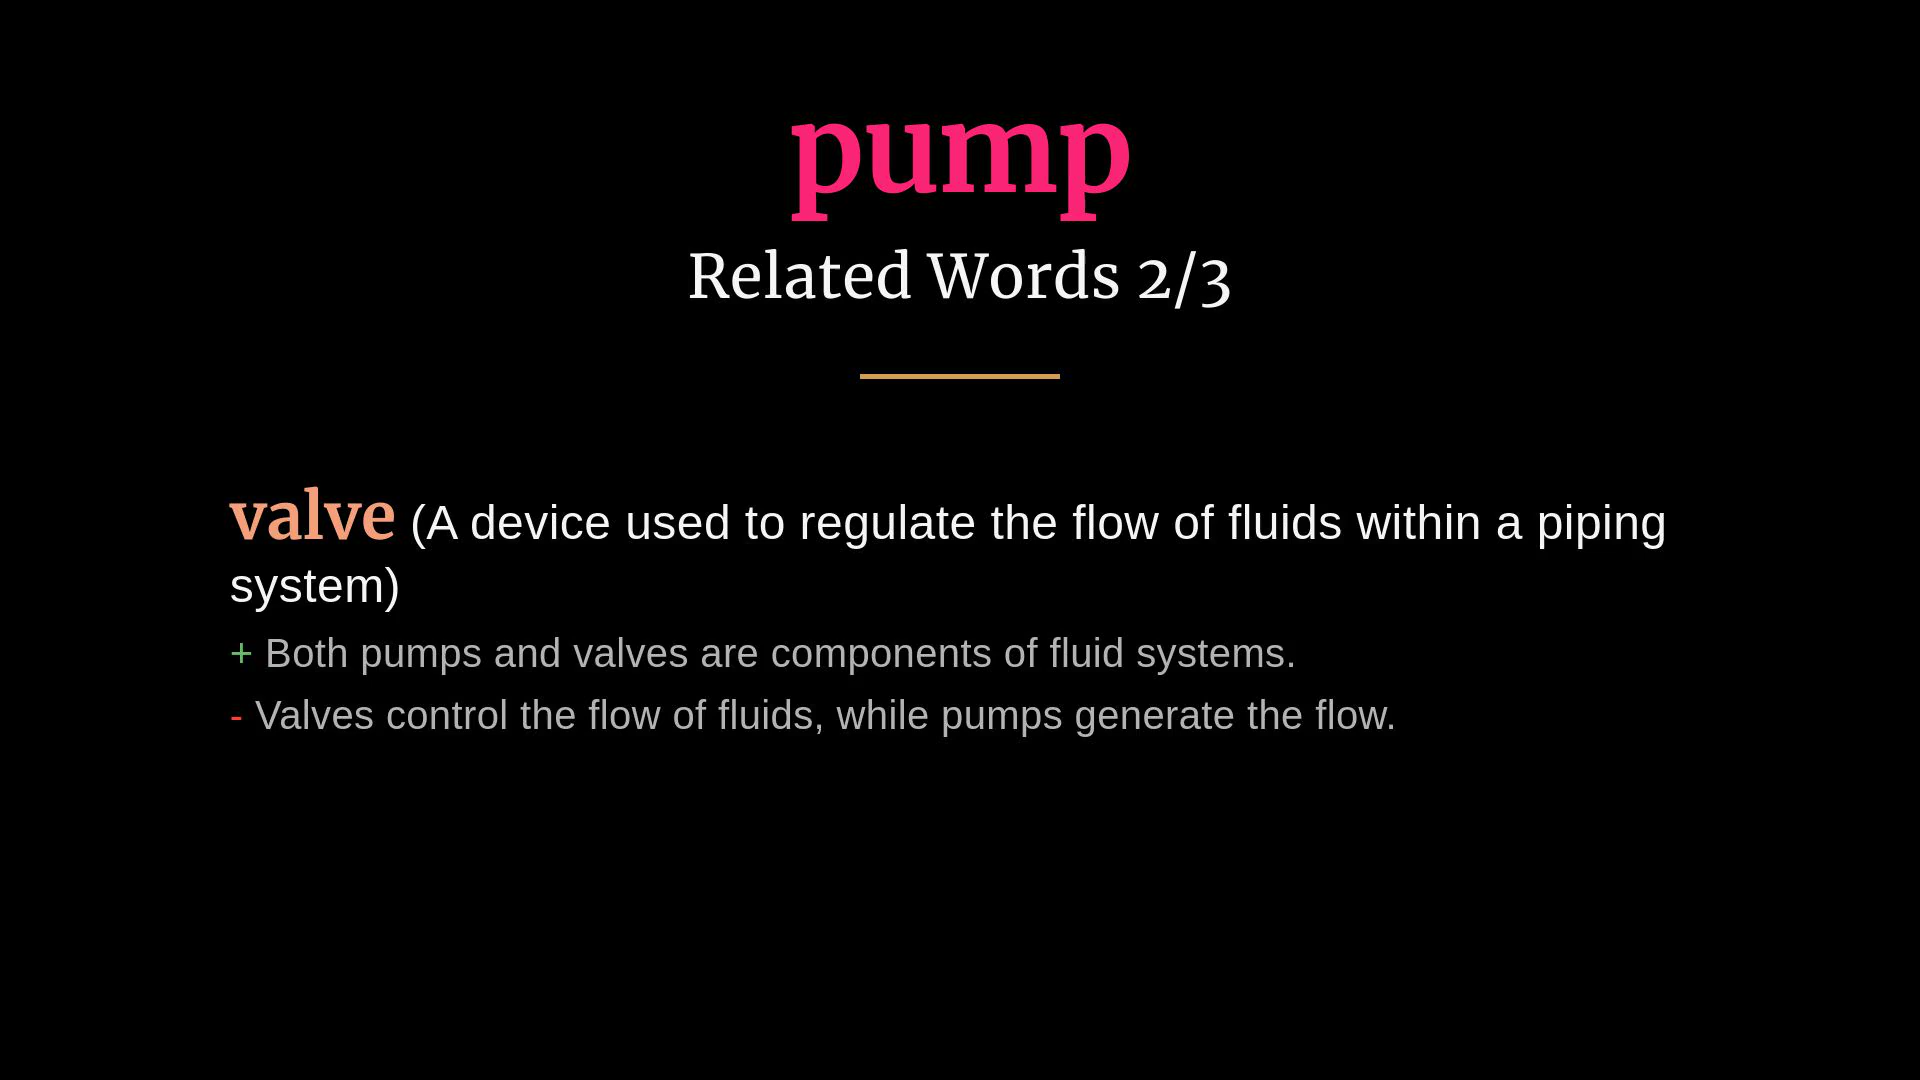 pump
Related Words 2/3
valve (A device used to regulate the flow of fluids within a piping
system)
+ Both pumps and valves are components of fluid systems.
- Valves control the flow of fluids, while pumps generate the flow.